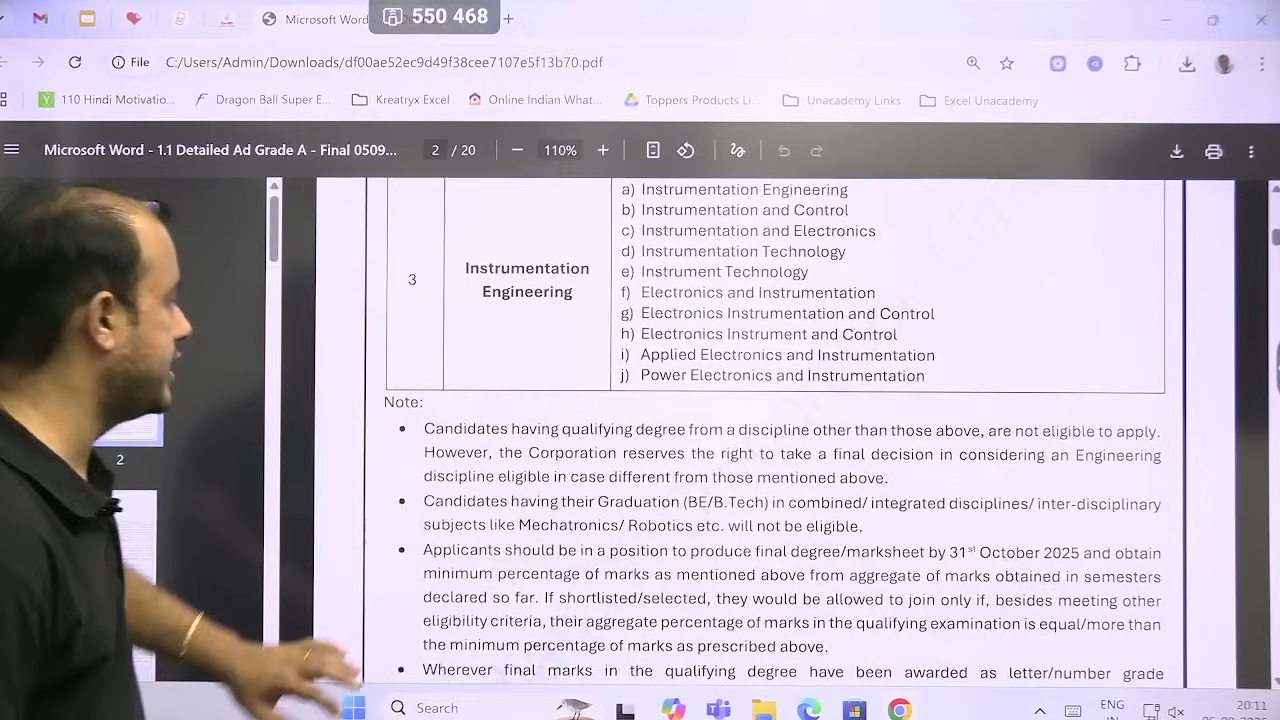 550 468
Microsoft Word
File C:/Users/Admin/Downloads/df00ae52ec9d49f38cee7107e5f13b70.pdf
110 Hindi Motivatio... Dragon Ball Super E... Kreatryx Excel Online Indian What... Toppers Products Li... Unacademy Links Excel Unacademy
Microsoft Word - 1.1 Detailed Ad Grade A - Final 0509... 2 / 20 110%
a) Instrumentation Engineering
b) Instrumentation and Control
c) Instrumentation and Electronics
d) Instrumentation Technology
e) Instrument Technology
3 Instrumentation Engineering
f) Electronics and Instrumentation
g) Electronics Instrumentation and Control
h) Electronics Instrument and Control
i) Applied Electronics and Instrumentation
j) Power Electronics and Instrumentation
Note:
• Candidates having qualifying degree from a discipline other than those above, are not eligible to apply.
However, the Corporation reserves the right to take a final decision in considering an Engineering
discipline eligible in case different from those mentioned above.
• Candidates having their Graduation (BE/B.Tech) in combined/ integrated disciplines/ inter-disciplinary
subjects like Mechatronics/ Robotics etc. will not be eligible.
• Applicants should be in a position to produce final degree/marksheet by 31st October 2025 and obtain
minimum percentage of marks as mentioned above from aggregate of marks obtained in semesters
declared so far. If shortlisted/selected, they would be allowed to join only if, besides meeting other
eligibility criteria, their aggregate percentage of marks in the qualifying examination is equal/more than
the minimum percentage of marks as prescribed above.
• Wherever final marks in the qualifying degree have been awarded as letter/number grade
2
Search
ENG
IN
20:11